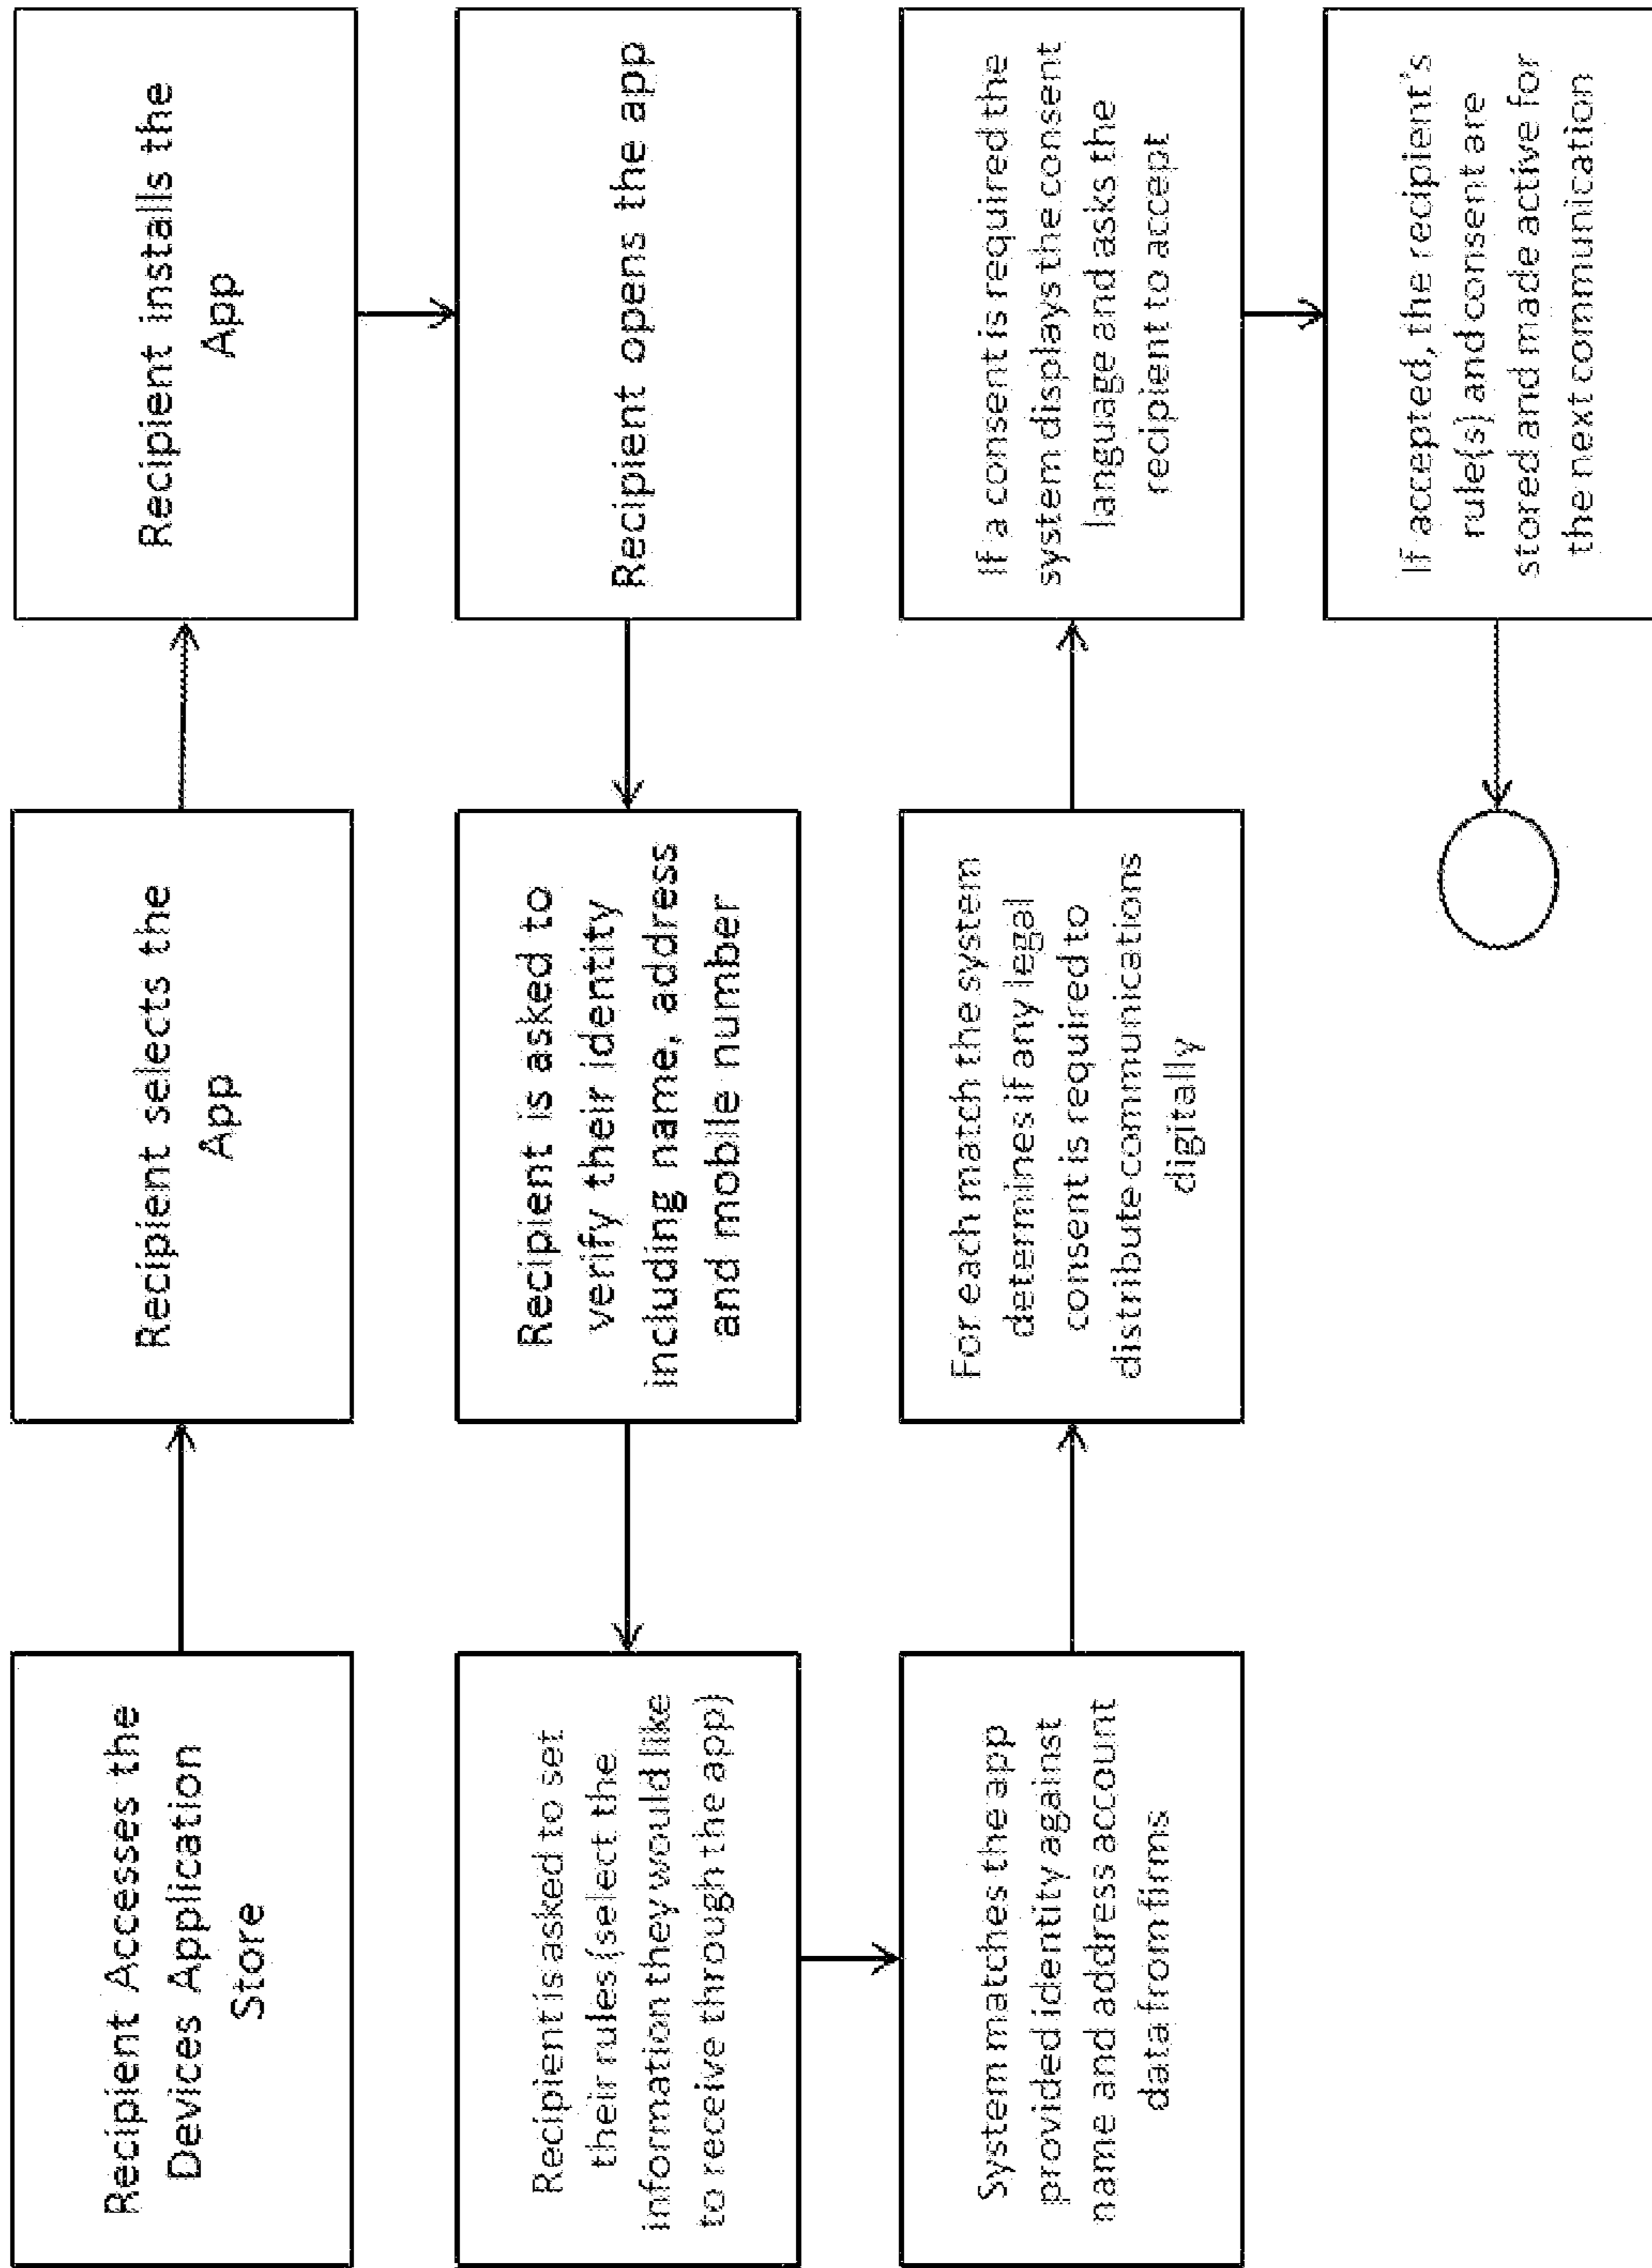 Recipient Accesses the
Devices Application
Store
Recipient selects the
App
Recipient installs the
App
Recipient opens the app
Recipient is asked to
verify their identity
including name, address
and mobile number
Recipient is asked to set
their rules (select the
information they would like
to receive through the app)
System matches the app
provided identity against
name and address account
data from firms
For each match the system
determines if any legal
consent is required to
distribute communications
digitally
If a consent is required the
system displays the consent
language and asks the
recipient to accept
If accepted, the recipient's
rule(s) and consent are
stored and made active for
the next communication